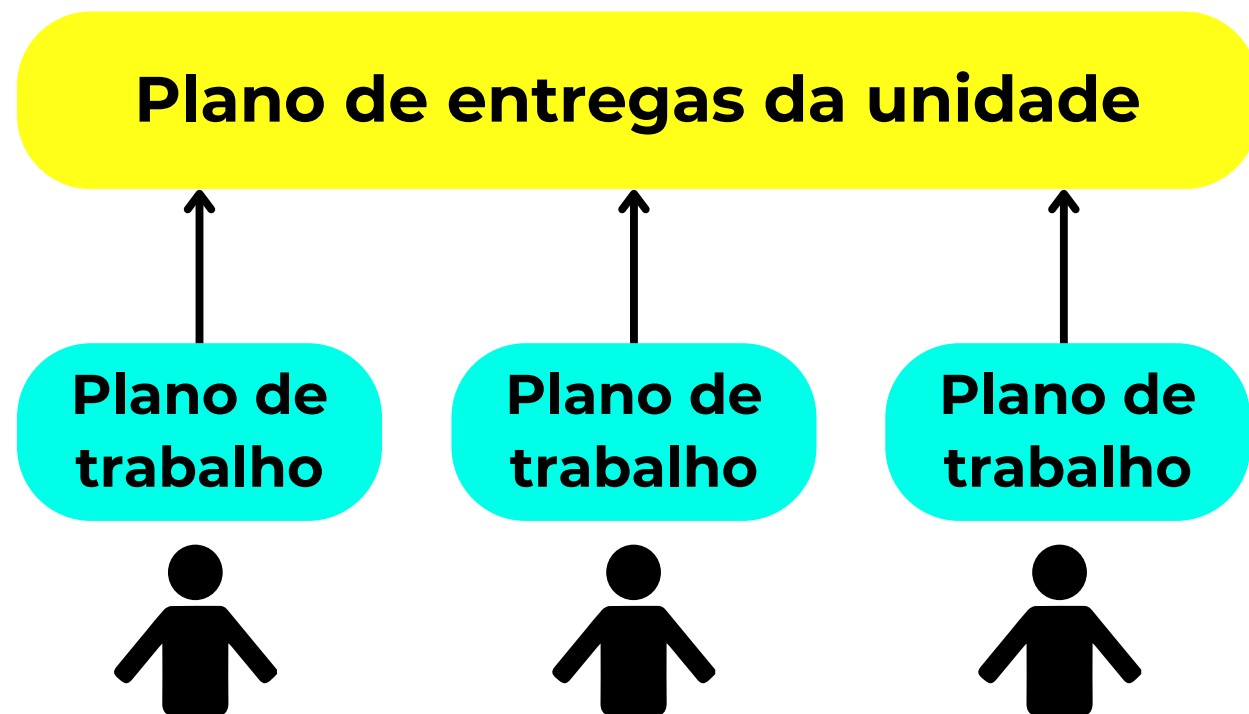 Plano de entregas da unidade
Plano de
trabalho
Plano de
trabalho
Plano de
trabalho